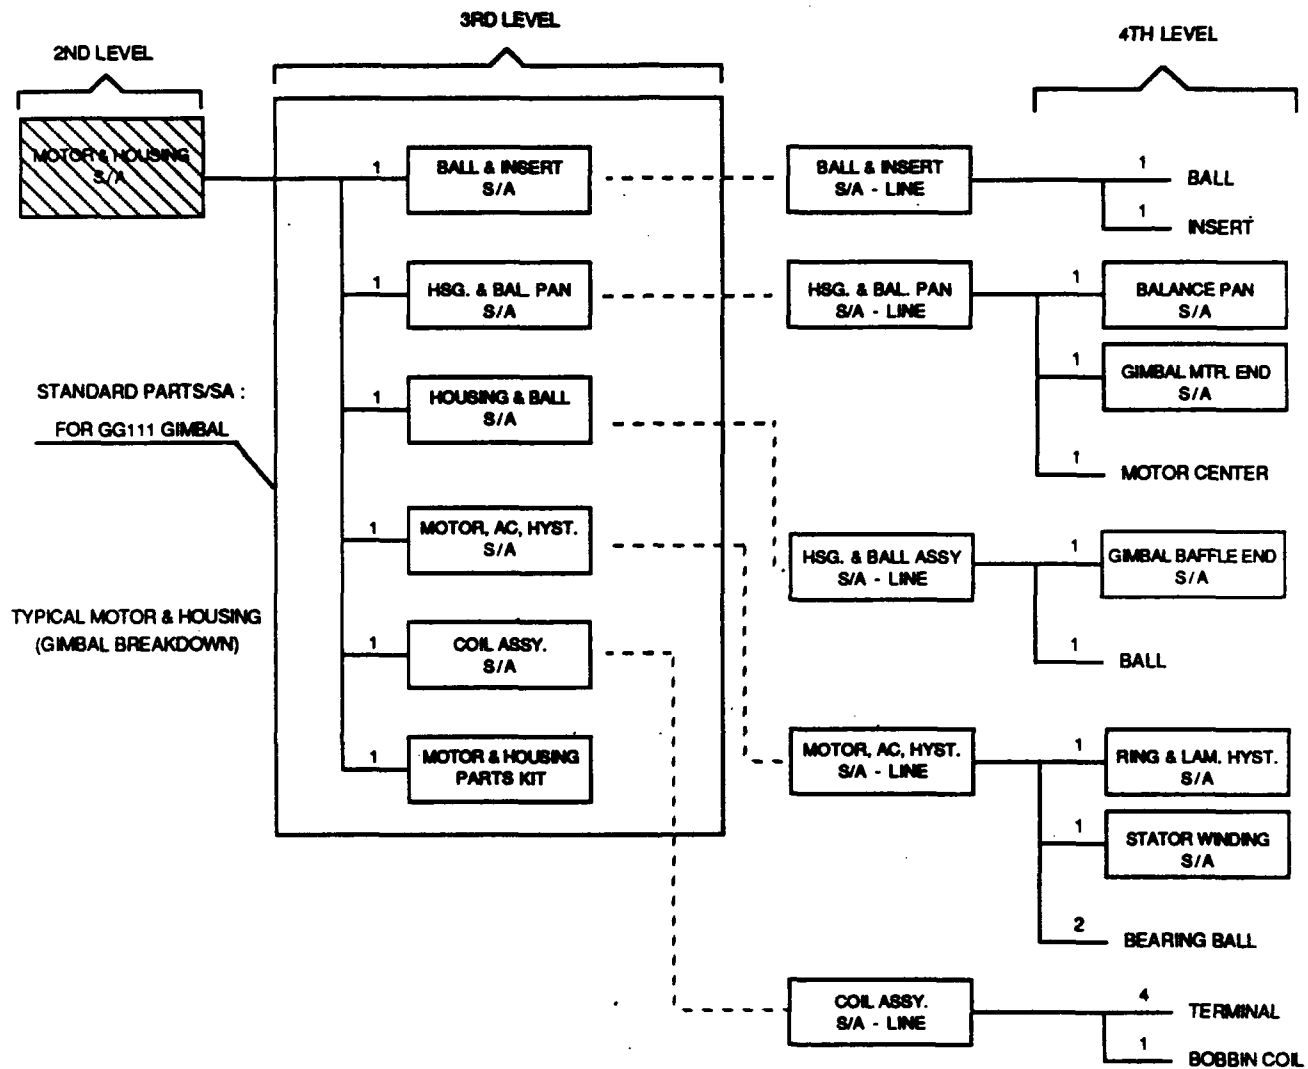 3RD LEVEL
4TH LEVEL
2ND LEVEL
MOTOR & HOUSING
S/A
1
BALL & INSERT
S/A
BALL & INSERT
S/A - LINE
1
BALL
1
INSERT
1
HSG. & BAL. PAN
S/A
HSG. & BAL. PAN
S/A - LINE
1
BALANCE PAN
S/A
1
GIMBAL MTR. END
S/A
1
MOTOR CENTER
STANDARD PARTS/SA :
FOR GG111 GIMBAL
1
HOUSING & BALL
S/A
1
MOTOR, AC, HYST.
S/A
HSG. & BALL ASSY
S/A - LINE
1
GIMBAL BAFFLE END
S/A
1
BALL
TYPICAL MOTOR & HOUSING
(GIMBAL BREAKDOWN)
1
COIL ASSY.
S/A
1
MOTOR & HOUSING
PARTS KIT
MOTOR, AC, HYST.
S/A - LINE
1
RING & LAM. HYST.
S/A
1
STATOR WINDING
S/A
2
BEARING BALL
COIL ASSY.
S/A - LINE
4
TERMINAL
1
BOBBIN COIL